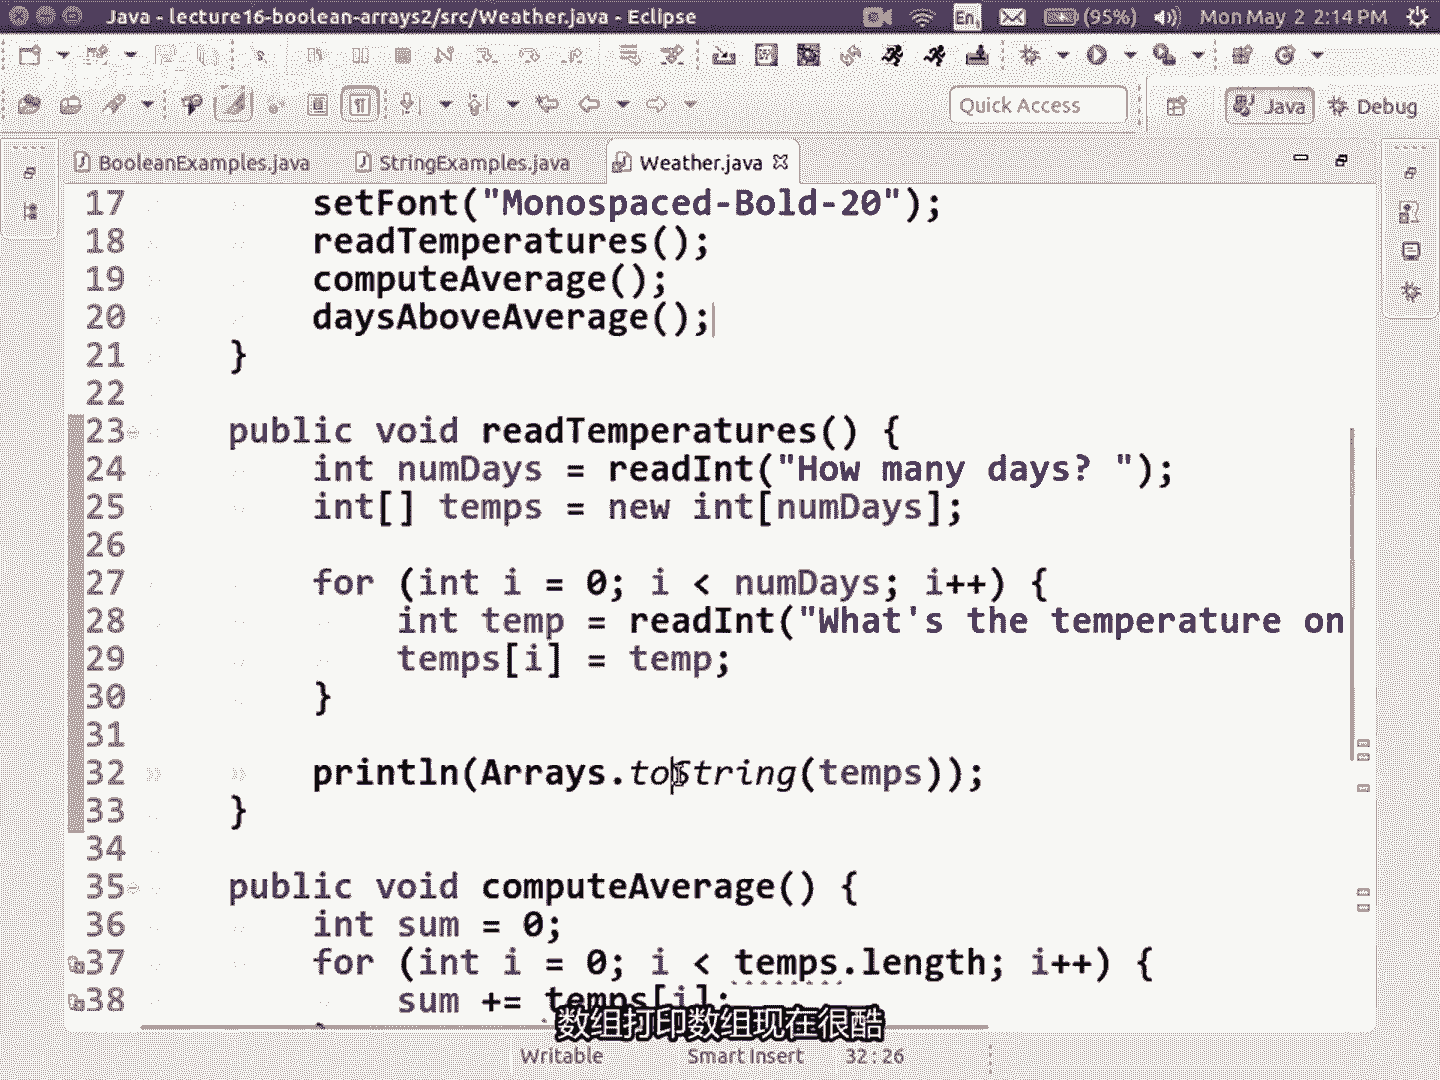 Java - lecture16-boolean-arrays2/src/Weather.java - Eclipse
En
(95%)
Mon May 2 2:14 PM
Quick Access
Java
Debug
BooleanExamples.java
StringExamples.java
Weather.java
17 setFont("Monospaced-Bold-20");
18 readTemperatures();
19 computeAverage();
20 daysAboveAverage();
21 }
22
23 public void readTemperatures() {
24 int numDays = readInt("How many days? ");
25 int[] temps = new int[numDays];
26
27 for (int i = 0; i < numDays; i++) {
28 int temp = readInt("What's the temperature on
29 temps[i] = temp;
30 }
31
32 println(Arrays.toString(temps));
33 }
34
35 public void computeAverage() {
36 int sum = 0;
37 for (int i = 0; i < temps.length; i++) {
38 sum += temps[i];
数组打印数组现在很酷
Writable
Smart Insert
32 : 26